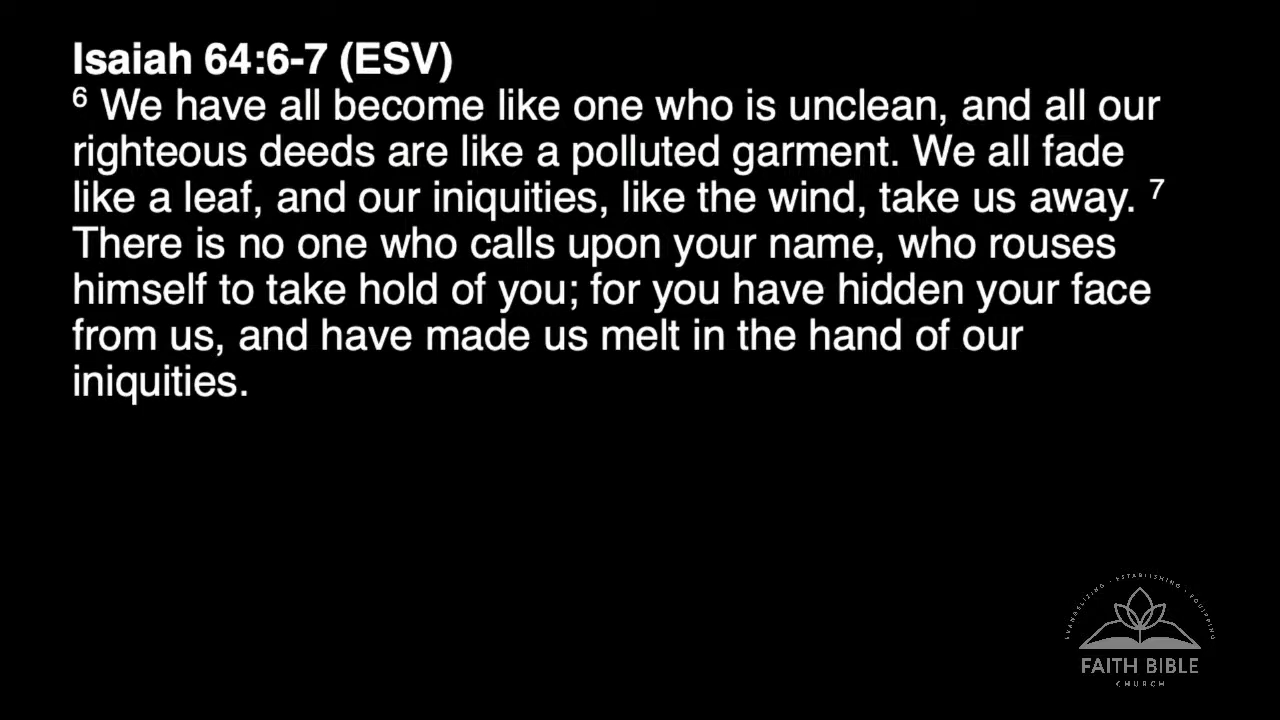 Isaiah 64:6-7 (ESV)
6 We have all become like one who is unclean, and all our
righteous deeds are like a polluted garment. We all fade
like a leaf, and our iniquities, like the wind, take us away. 7
There is no one who calls upon your name, who rouses
himself to take hold of you; for you have hidden your face
from us, and have made us melt in the hand of our
iniquities.
EVANGELIZING · ESTABLISHING · EQUIPPING
FAITH BIBLE
CHURCH